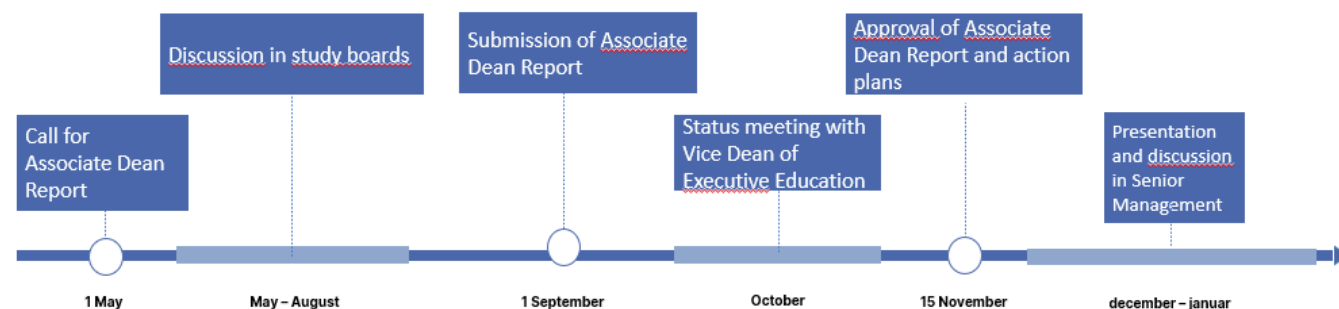 Call for
Associate Dean
Report
Discussion in study boards
Submission of Associate
Dean Report
Status meeting with
Vice Dean of
Executive Education
Approval of Associate
Dean Report and action
plans
Presentation
and discussion
in Senior
Management
1 May
May – August
1 September
October
15 November
december – januar